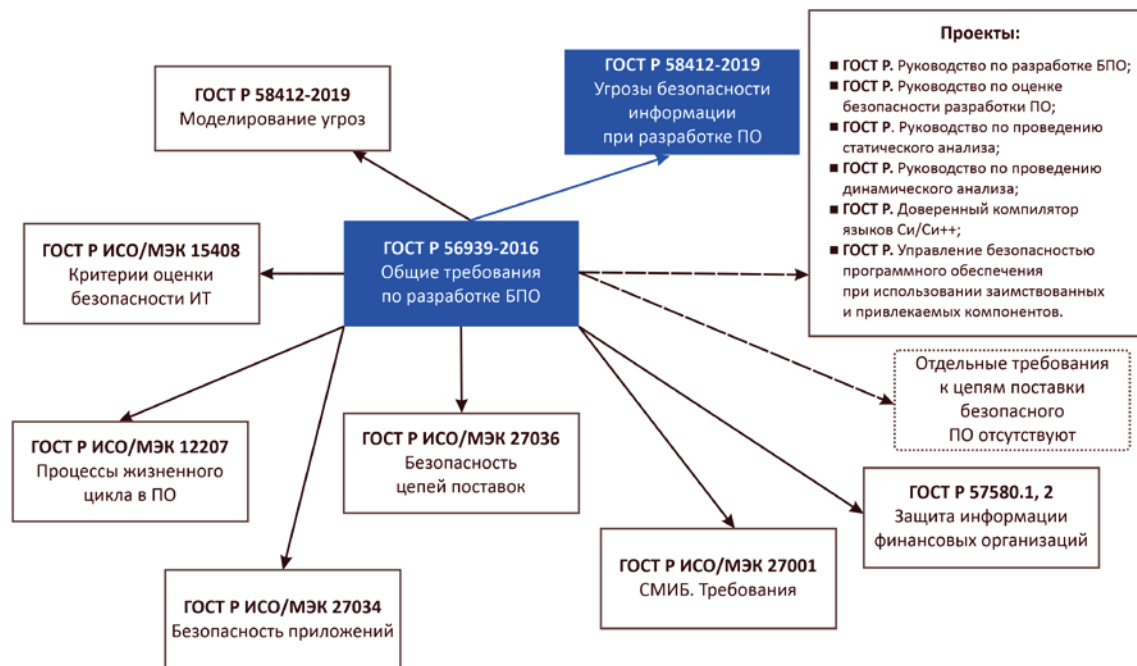 ГОСТ Р 58412-2019
Моделирование угроз
ГОСТ Р 58412-2019
Угрозы безопасности
информации
при разработке ПО
Проекты:
■ ГОСТ Р. Руководство по разработке БПО;
■ ГОСТ Р. Руководство по оценке
безопасности разработки ПО;
■ ГОСТ Р. Руководство по проведению
статического анализа;
■ ГОСТ Р. Руководство по проведению
динамического анализа;
■ ГОСТ Р. Доверенный компилятор
языков Си/Си++;
■ ГОСТ Р. Управление безопасностью
программного обеспечения
при использовании заимствованных
и привлекаемых компонентов.
ГОСТ Р ИСО/МЭК 15408
Критерии оценки
безопасности ИТ
ГОСТ Р 56939-2016
Общие требования
по разработке БПО
Отдельные требования
к цепям поставки
безопасного
ПО отсутствуют
ГОСТ Р ИСО/МЭК 12207
Процессы жизненного
цикла в ПО
ГОСТ Р ИСО/МЭК 27036
Безопасность
цепей поставок
ГОСТ Р 57580.1, 2
Защита информации
финансовых организаций
ГОСТ Р ИСО/МЭК 27001
СМИБ. Требования
ГОСТ Р ИСО/МЭК 27034
Безопасность приложений